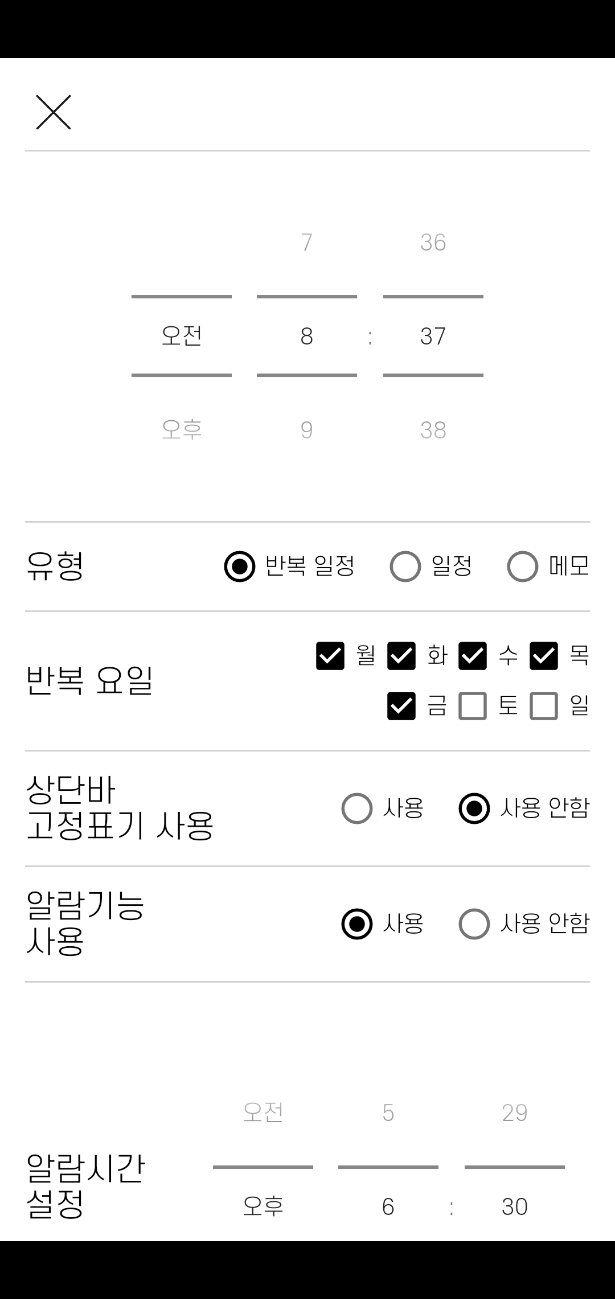 7 36
오전 8 : 37
오후 9 38
유형 반복 일정 일정 메모
반복 요일 월 화 수 목
금 토 일
상단바
고정표기 사용 사용 사용 안함
알람기능
사용 사용 사용 안함
오전 5 29
알람시간
설정 오후 6 : 30